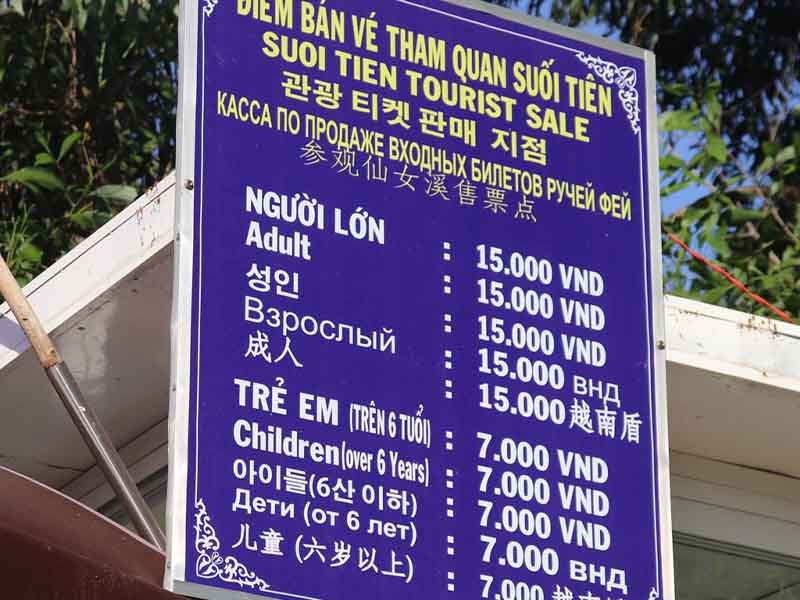 ĐIỂM BÁN VÉ THAM QUAN SUỐI TIÊN
SUOI TIEN TOURIST SALE
관광 티켓 판매 지점
КАССА ПО ПРОДАЖЕ ВХОДНЫХ БИЛЕТОВ РУЧЕЙ ФЕЙ
参观仙女溪售票点
NGƯỜI LỚN : 15.000 VND
Adult : 15.000 VND
성인 : 15.000 VND
Взрослый : 15.000 ВНД
成人 : 15.000 越南盾
TRẺ EM (TRÊN 6 TUỔI) : 7.000 VND
Children (over 6 Years) : 7.000 VND
아이들(6산 이하) : 7.000 VND
Дети (от 6 лет) : 7.000 ВНД
儿童 (六岁以上) : 7.000 越南盾